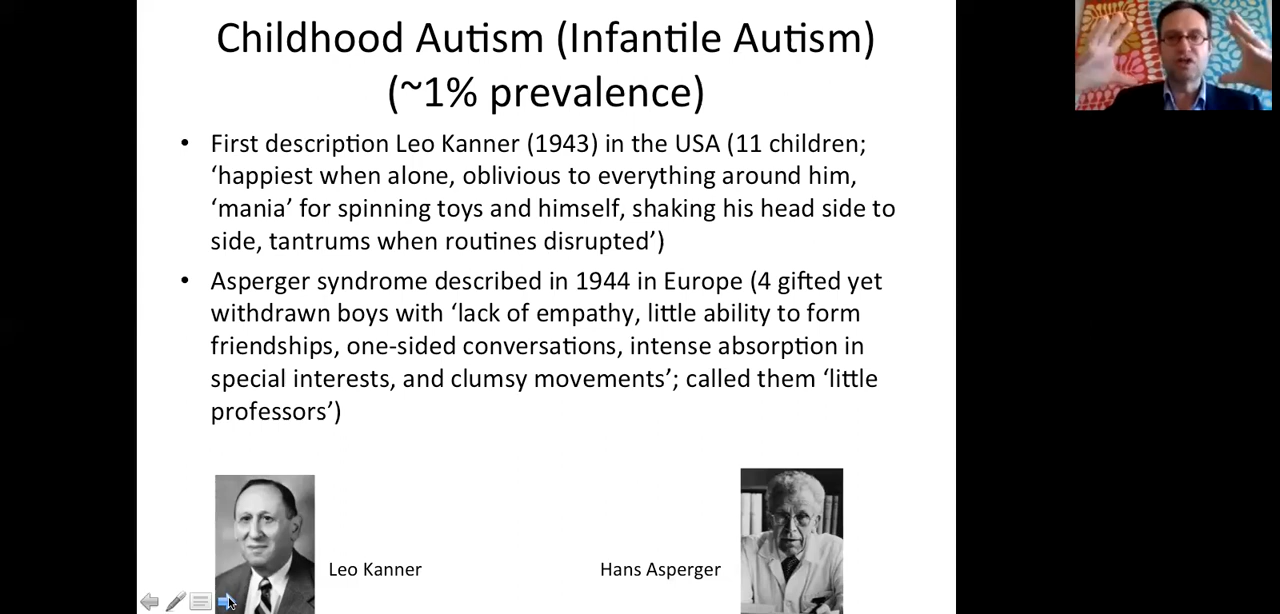 Childhood Autism (Infantile Autism)
(~1% prevalence)
• First description Leo Kanner (1943) in the USA (11 children;
‘happiest when alone, oblivious to everything around him,
‘mania’ for spinning toys and himself, shaking his head side to
side, tantrums when routines disrupted’)
• Asperger syndrome described in 1944 in Europe (4 gifted yet
withdrawn boys with ‘lack of empathy, little ability to form
friendships, one-sided conversations, intense absorption in
special interests, and clumsy movements’; called them ‘little
professors’)
Leo Kanner
Hans Asperger